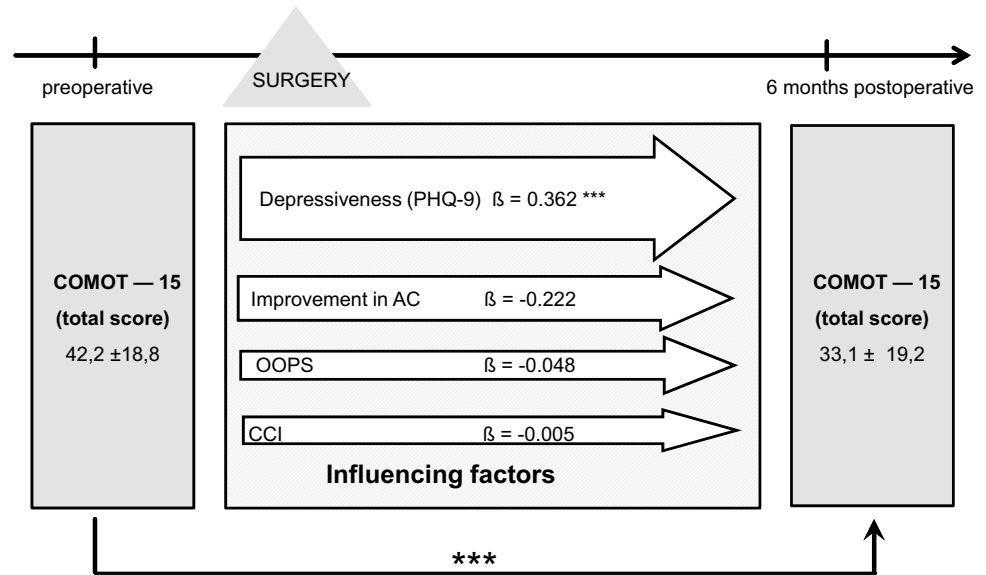 SURGERY
preoperative
6 months postoperative
COMOT — 15
(total score)
42,2 ±18,8
Depressiveness (PHQ-9) ß = 0.362 ***
Improvement in AC ß = -0.222
OOPS ß = -0.048
CCI ß = -0.005
Influencing factors
COMOT — 15
(total score)
33,1 ± 19,2
***